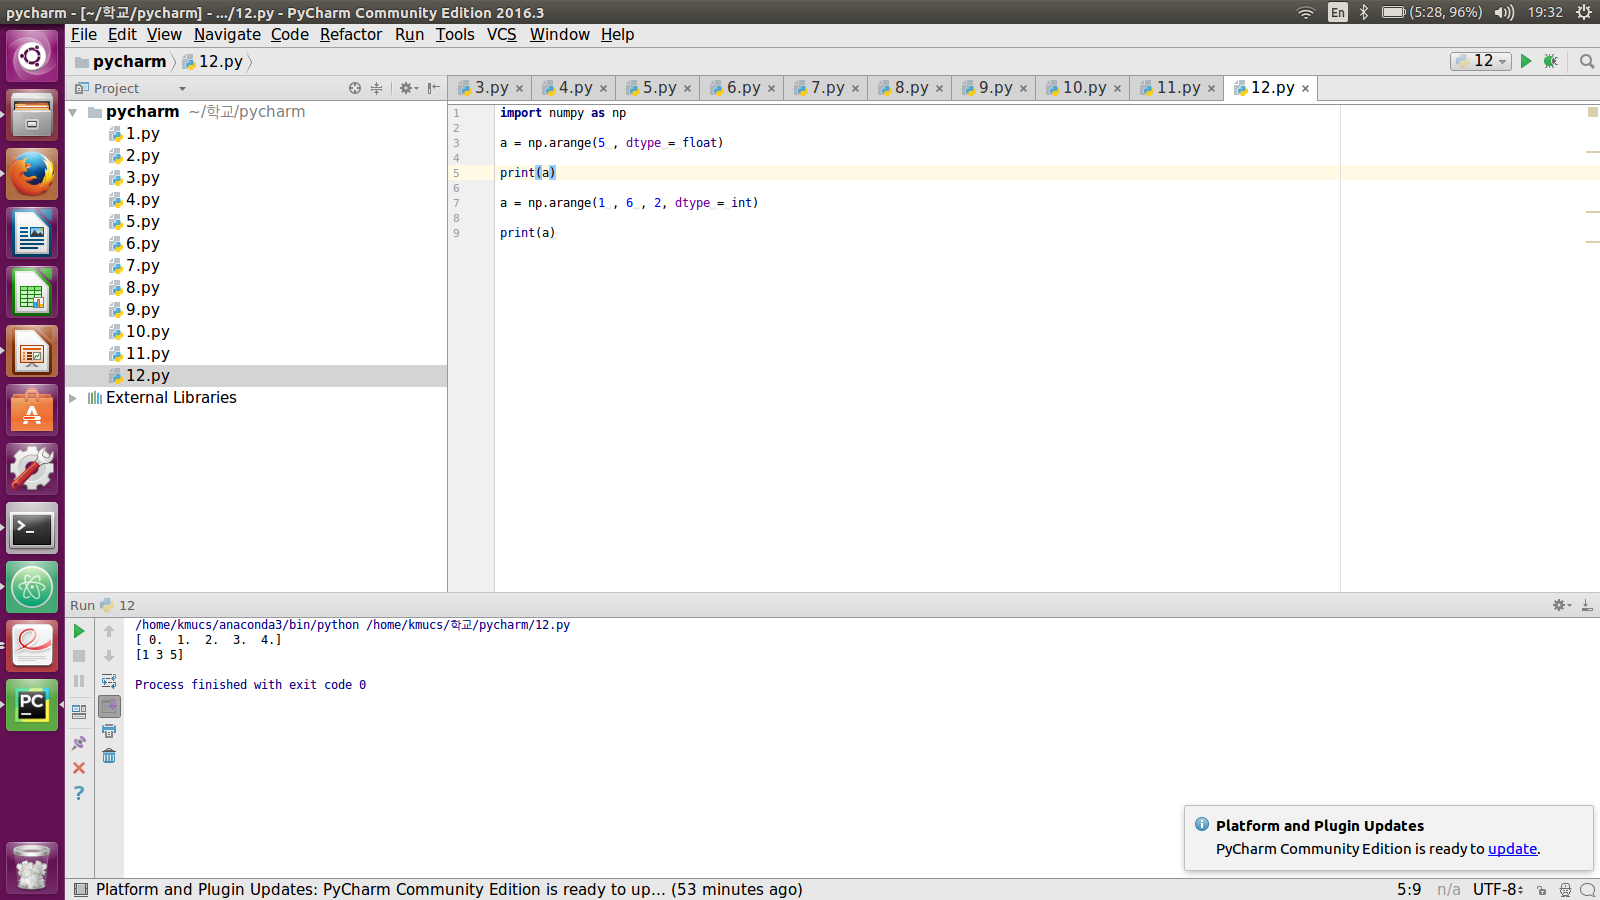 pycharm - [~/학교/pycharm] - .../12.py - PyCharm Community Edition 2016.3
En
(5:28, 96%)
19:32
File Edit View Navigate Code Refactor Run Tools VCS Window Help
pycharm 12.py
12
Project
3.py 4.py 5.py 6.py 7.py 8.py 9.py 10.py 11.py 12.py
pycharm ~/학교/pycharm
1.py
2.py
3.py
4.py
5.py
6.py
7.py
8.py
9.py
10.py
11.py
12.py
External Libraries
1 import numpy as np
2
3 a = np.arange(5 , dtype = float)
4
5 print(a)
6
7 a = np.arange(1 , 6 , 2, dtype = int)
8
9 print(a)
Run 12
/home/kmucs/anaconda3/bin/python /home/kmucs/학교/pycharm/12.py
[ 0.  1.  2.  3.  4.]
[1 3 5]
Process finished with exit code 0
PC
Platform and Plugin Updates
PyCharm Community Edition is ready to update.
Platform and Plugin Updates: PyCharm Community Edition is ready to up... (53 minutes ago)
5:9 n/a UTF-8